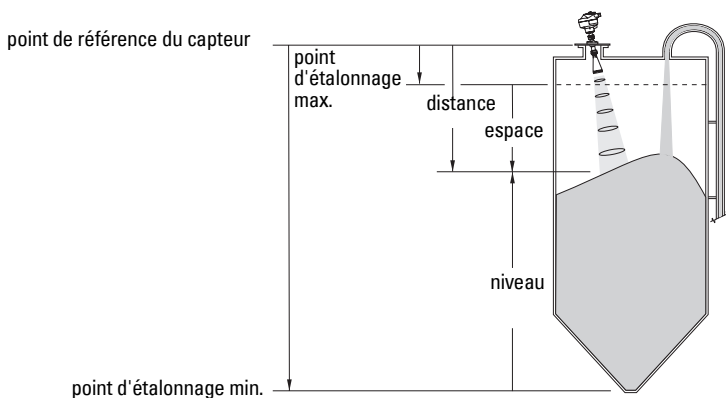 point de référence du capteur
point
d'étalonnage
max.
distance
espace
niveau
point d'étalonnage min.